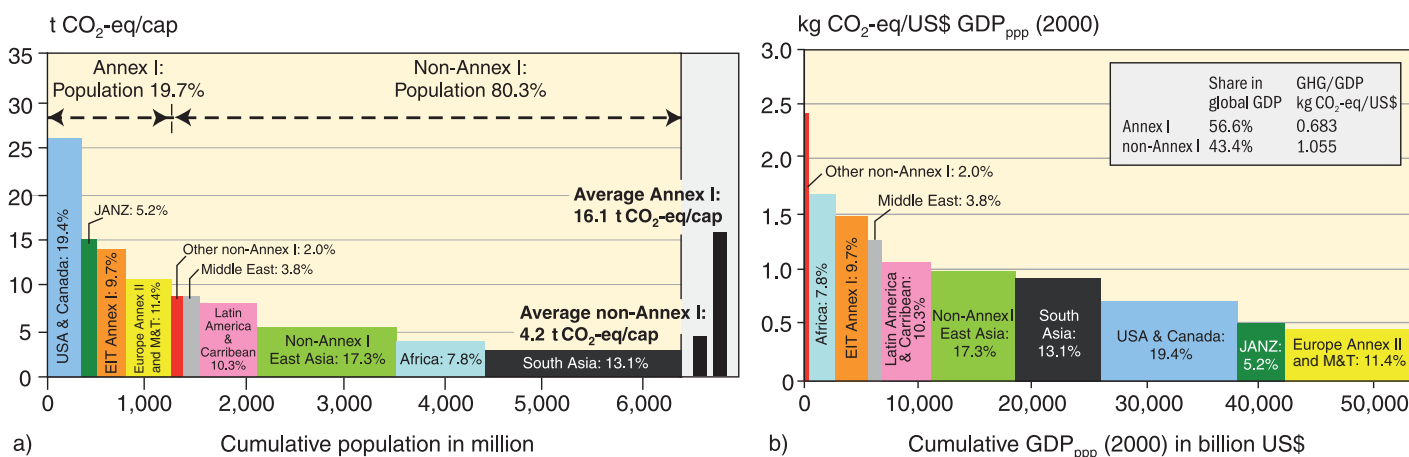 t CO₂-eq/cap
35
30
25
20
15
10
5
0
Annex I:
Population 19.7%
Non-Annex I:
Population 80.3%
USA & Canada: 19.4%
JANZ: 5.2%
EIT Annex I: 9.7%
Europe Annex II
and M&T: 11.4%
Other non-Annex I: 2.0%
Middle East: 3.8%
Latin
America
& Carribean
10.3%
Non-Annex I
East Asia: 17.3%
Africa: 7.8%
South Asia: 13.1%
Average Annex I:
16.1 t CO₂-eq/cap
Average non-Annex I:
4.2 t CO₂-eq/cap
0 1,000 2,000 3,000 4,000 5,000 6,000
a) Cumulative population in million
kg CO₂-eq/US$ GDPppp (2000)
3.0
2.5
2.0
1.5
1.0
0.5
0
Share in GHG/GDP
global GDP kg CO₂-eq/US$
Annex I 56.6% 0.683
non-Annex I 43.4% 1.055
Other non-Annex I: 2.0%
Africa: 7.8%
EIT Annex I: 9.7%
Middle East: 3.8%
Latin America
& Carribean:
10.3%
Non-Annex I
East Asia:
17.3%
South
Asia:
13.1%
USA & Canada:
19.4%
JANZ:
5.2%
Europe Annex II
and M&T: 11.4%
0 10,000 20,000 30,000 40,000 50,000
b) Cumulative GDPppp (2000) in billion US$